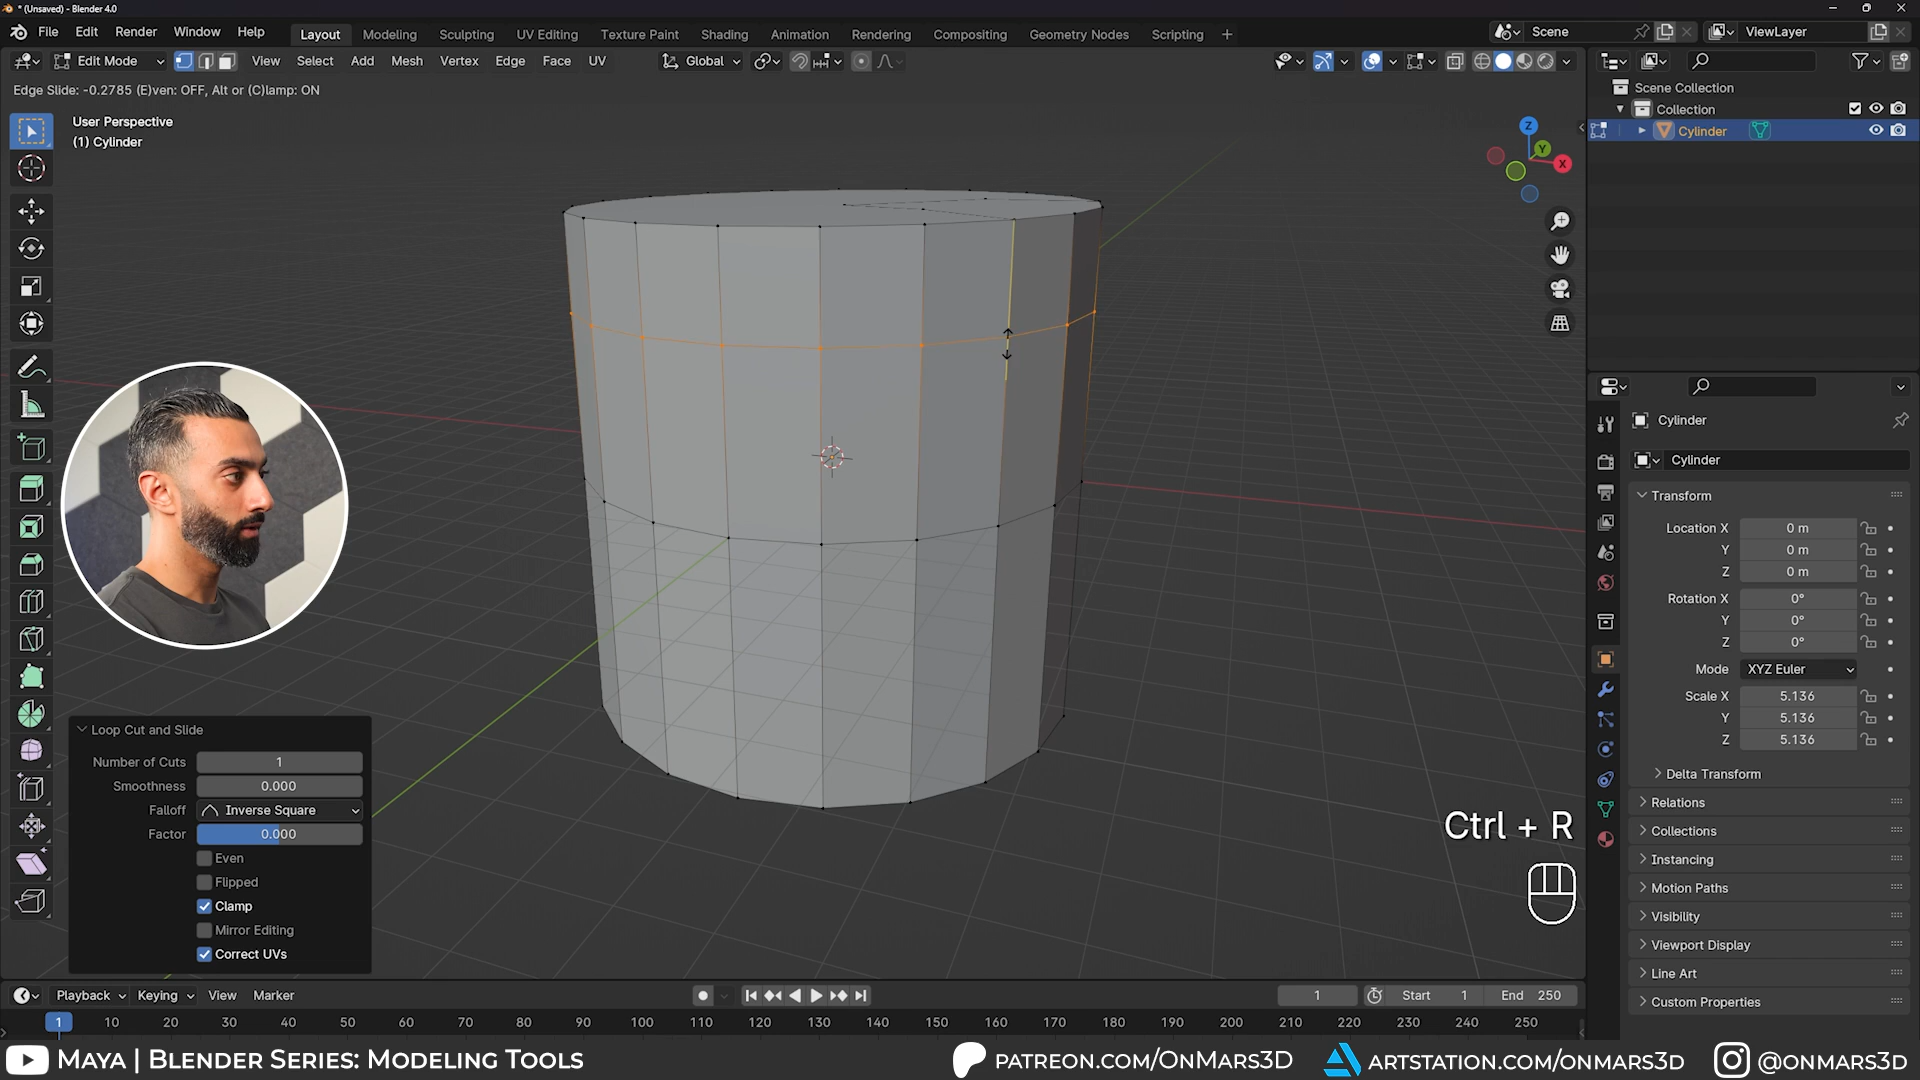 * (Unsaved) - Blender 4.0
File Edit Render Window Help Layout Modeling Sculpting UV Editing Texture Paint Shading Animation Rendering Compositing Geometry Nodes Scripting + Scene ViewLayer
Edit Mode View Select Add Mesh Vertex Edge Face UV Global
Edge Slide: -0.2785 (E)ven: OFF, Alt or (C)lamp: ON
User Perspective
(1) Cylinder
Z
Y
X
Scene Collection
Collection
Cylinder
Cylinder
Cylinder
Transform
Location X 0 m
Y 0 m
Z 0 m
Rotation X 0°
Y 0°
Z 0°
Mode XYZ Euler
Scale X 5.136
Y 5.136
Z 5.136
Delta Transform
Relations
Collections
Instancing
Motion Paths
Visibility
Viewport Display
Line Art
Custom Properties
Loop Cut and Slide
Number of Cuts 1
Smoothness 0.000
Falloff Inverse Square
Factor 0.000
Even
Flipped
Clamp
Mirror Editing
Correct UVs
Ctrl + R
Playback Keying View Marker 1 Start 1 End 250
1 10 20 30 40 50 60 70 80 90 100 110 120 130 140 150 160 170 180 190 200 210 220 230 240 250
Maya | Blender Series: Modeling Tools patreon.com/OnMars3D artstation.com/onmars3D @onmars3D